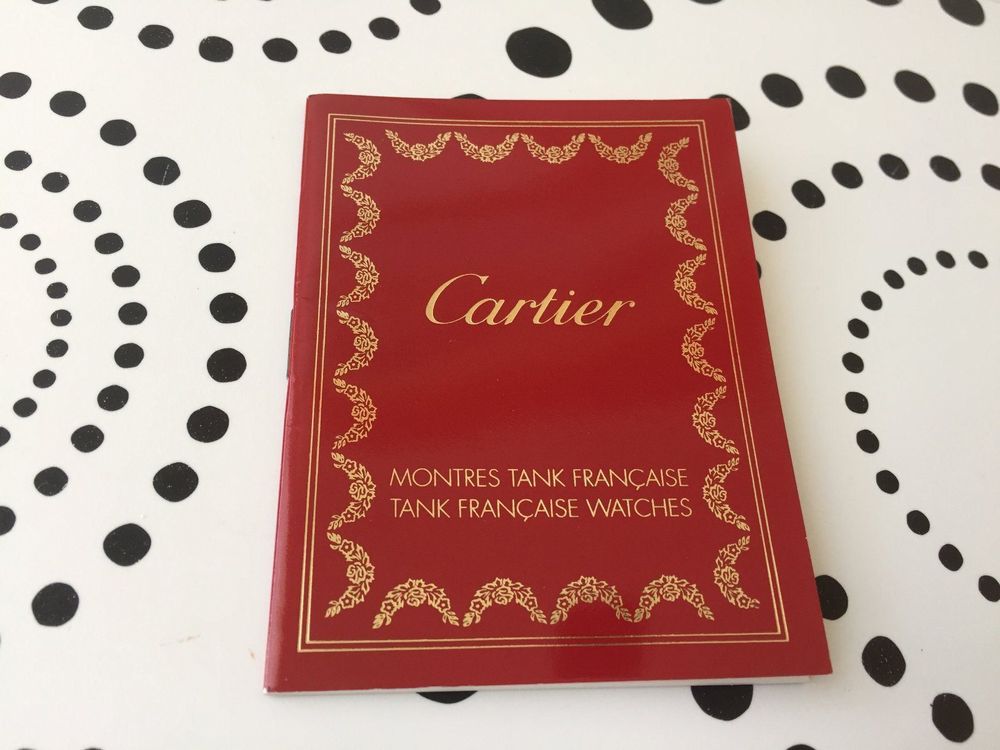 Cartier
MONTRES TANK FRANÇAISE
TANK FRANÇAISE WATCHES